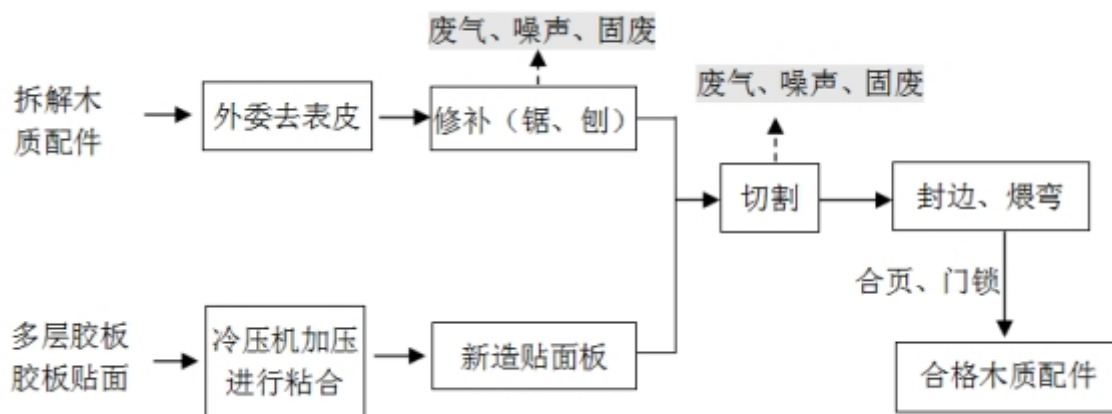 废气、噪声、固废
废气、噪声、固废
拆解木
质配件
外委去表皮
修补（锯、刨）
切割
封边、煨弯
合页、门锁
多层胶板
胶板贴面
冷压机加压
进行粘合
新造贴面板
合格木质配件